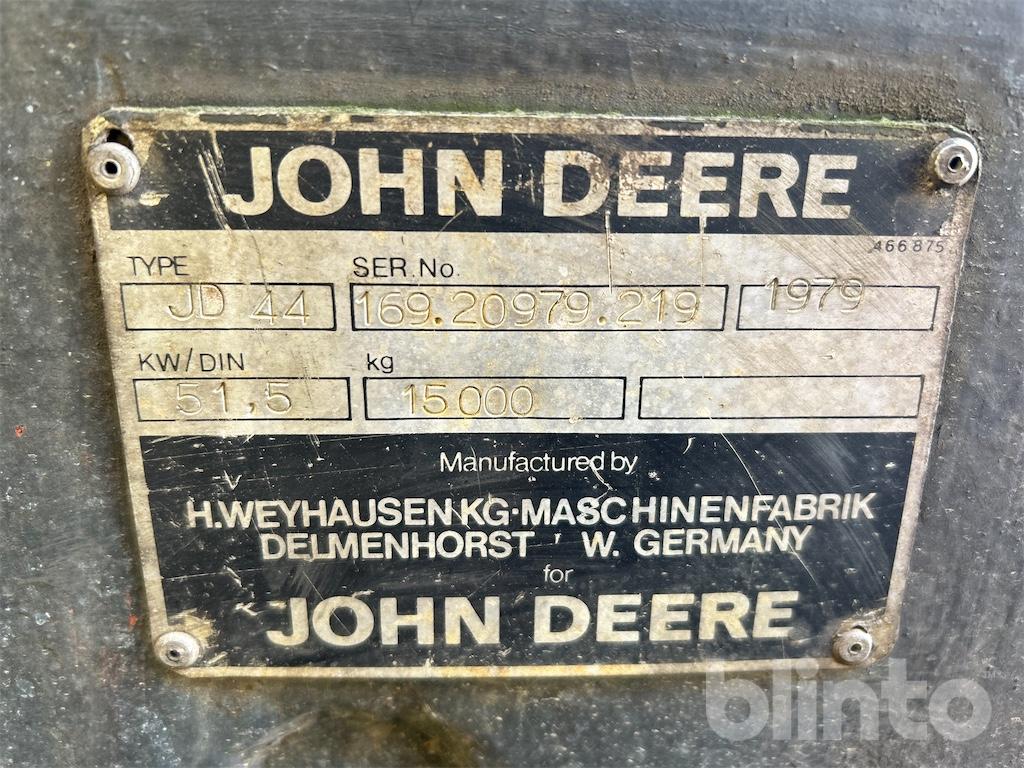 JOHN DEERE
466875
TYPE SER.No.
JD 44 169.20979.219 1979
KW/DIN kg
51,5 15000
Manufactured by
H.WEYHAUSEN KG·MASCHINENFABRIK
DELMENHORST W. GERMANY
for
JOHN DEERE
blinto